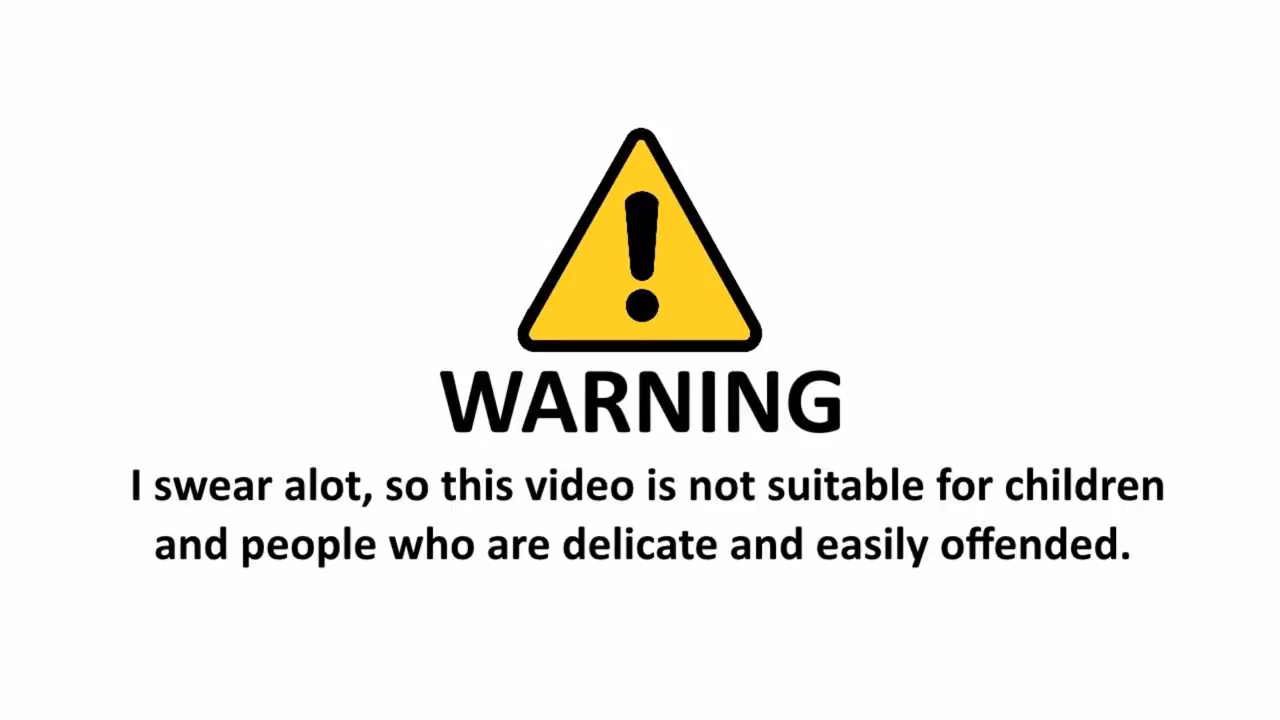 WARNING
I swear alot, so this video is not suitable for children
and people who are delicate and easily offended.